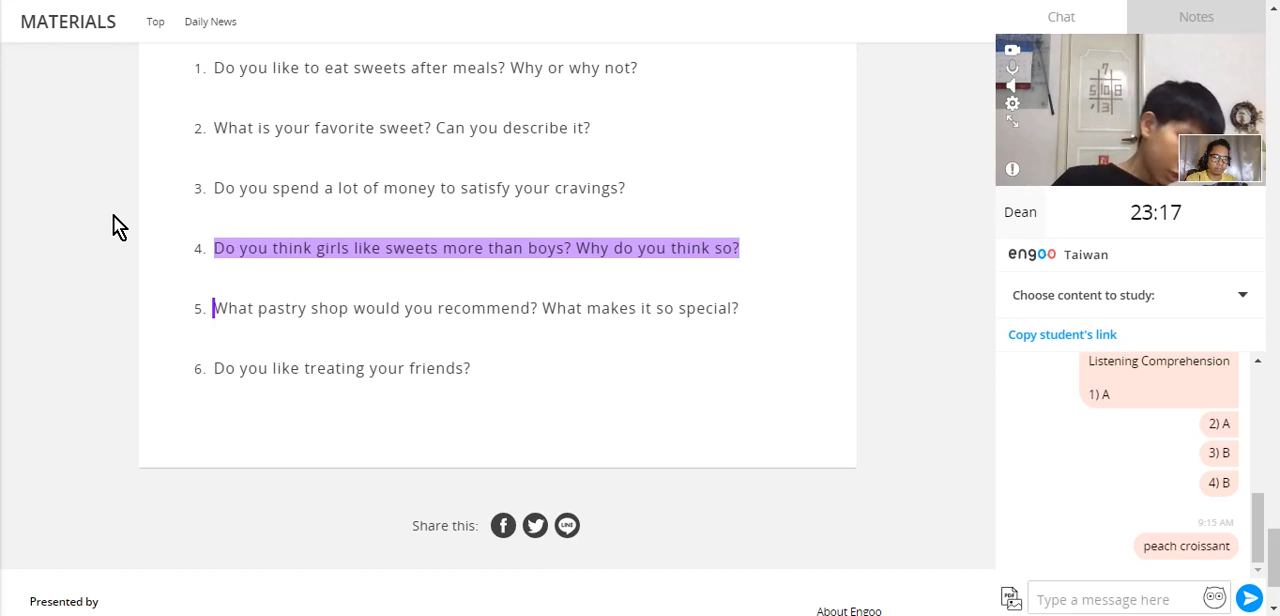 MATERIALS Top Daily News
1. Do you like to eat sweets after meals? Why or why not?
2. What is your favorite sweet? Can you describe it?
3. Do you spend a lot of money to satisfy your cravings?
4. Do you think girls like sweets more than boys? Why do you think so?
5. What pastry shop would you recommend? What makes it so special?
6. Do you like treating your friends?
Share this:
LINE
Presented by
About Engoo
Chat Notes
Dean 23:17
engoo Taiwan
Choose content to study:
Copy student's link
Listening Comprehension
1) A
2) A
3) B
4) B
9:15 AM
peach croissant
PDF
Type a message here